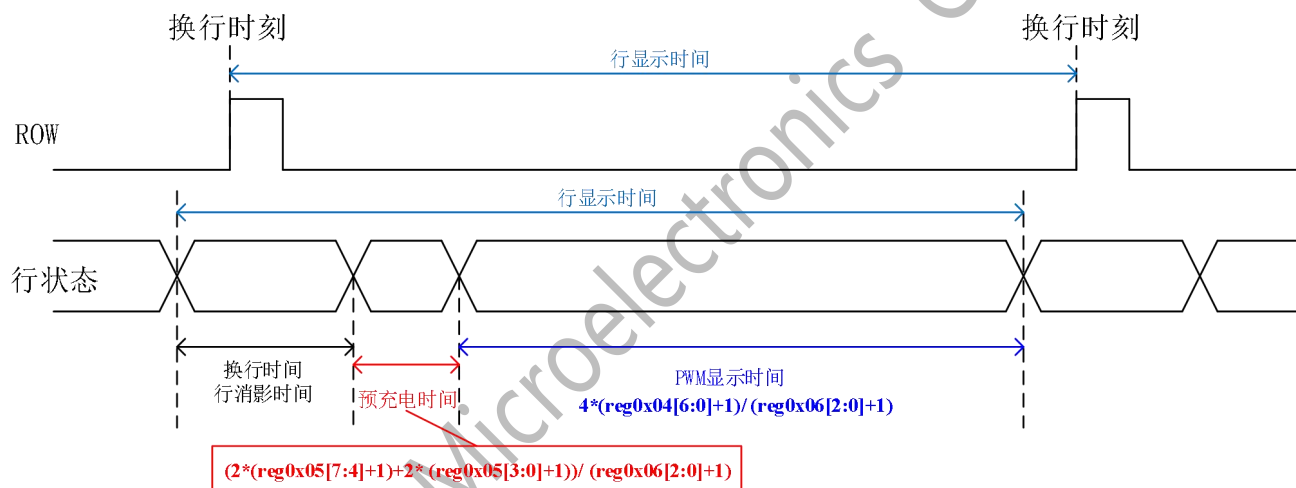 换行时刻
换行时刻
行显示时间
ROW
行显示时间
行状态
换行时间
行消影时间
预充电时间
PWM显示时间
4*(reg0x04[6:0]+1)/(reg0x06[2:0]+1)
(2*(reg0x05[7:4]+1)+2*(reg0x05[3:0]+1))/(reg0x06[2:0]+1)
Microelectronics